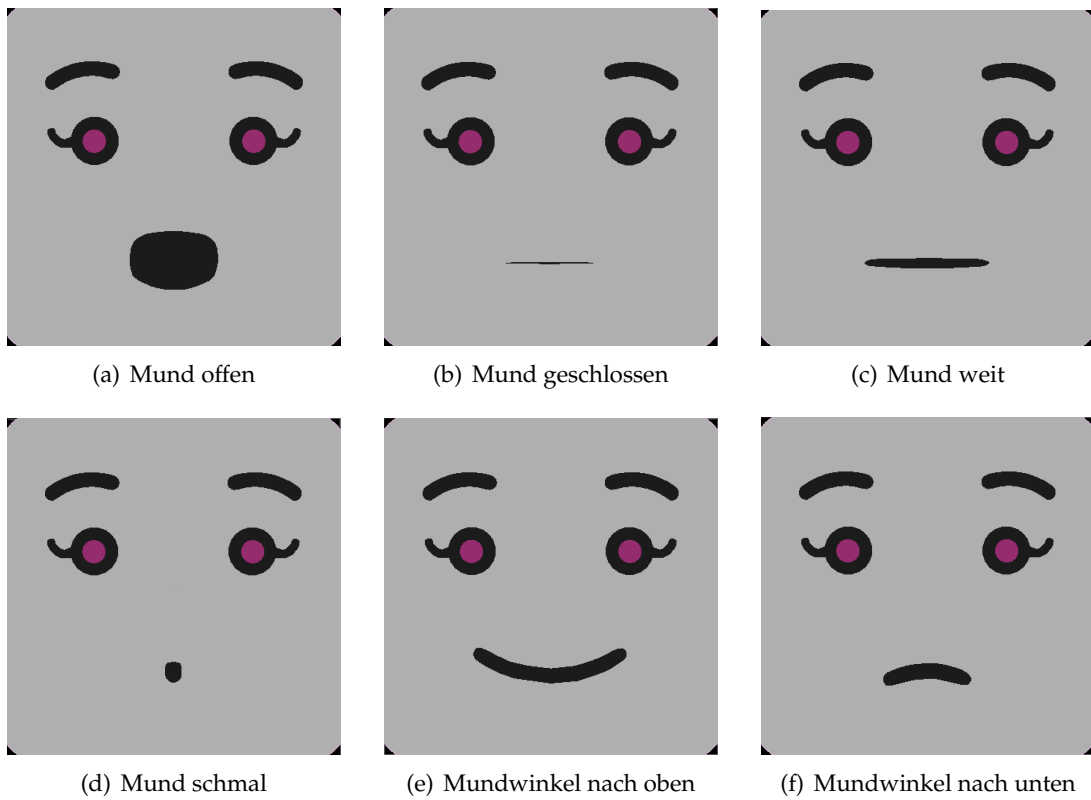 (a) Mund offen
(b) Mund geschlossen
(c) Mund weit
(d) Mund schmal
(e) Mundwinkel nach oben
(f) Mundwinkel nach unten